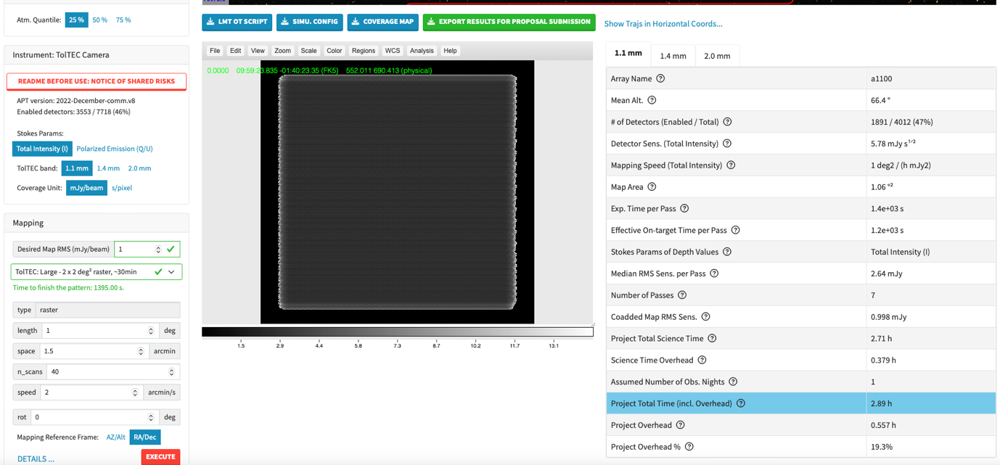 Atm. Quantile: 25 % 50 % 75 %
Instrument: TolTEC Camera
README BEFORE USE: NOTICE OF SHARED RISKS
APT version: 2022-December-comm.v8
Enabled detectors: 3553 / 7718 (46%)
Stokes Params:
Total Intensity (I) Polarized Emission (Q/U)
TolTEC band: 1.1 mm 1.4 mm 2.0 mm
Coverage Unit: mJy/beam s/pixel
Mapping
Desired Map RMS (mJy/beam) 1
TolTEC: Large - 2 x 2 deg² raster, ~30min
Time to finish the pattern: 1395.00 s.
type raster
length 1 deg
space 1.5 arcmin
n_scans 40
speed 2 arcmin/s
rot 0 deg
Mapping Reference Frame: AZ/Alt RA/Dec
DETAILS ... EXECUTE
LMT OT SCRIPT SIMU. CONFIG COVERAGE MAP EXPORT RESULTS FOR PROPOSAL SUBMISSION
File Edit View Zoom Scale Color Regions WCS Analysis Help
0.0000 09:59:23.835 -01:40:23.35 (FK5) 552.011 690.413 (physical)
1.5 2.9 4.4 5.8 7.3 8.7 10.2 11.7 13.1
Show Trajs in Horizontal Coords...
1.1 mm 1.4 mm 2.0 mm
Array Name a1100
Mean Alt. 66.4 °
# of Detectors (Enabled / Total) 1891 / 4012 (47%)
Detector Sens. (Total Intensity) 5.78 mJy s¹ᐟ²
Mapping Speed (Total Intensity) 1 deg2 / (h mJy2)
Map Area 1.06 °²
Exp. Time per Pass 1.4e+03 s
Effective On-target Time per Pass 1.2e+03 s
Stokes Params of Depth Values Total Intensity (I)
Median RMS Sens. per Pass 2.64 mJy
Number of Passes 7
Coadded Map RMS Sens. 0.998 mJy
Project Total Science Time 2.71 h
Science Time Overhead 0.379 h
Assumed Number of Obs. Nights 1
Project Total Time (incl. Overhead) 2.89 h
Project Overhead 0.557 h
Project Overhead % 19.3%